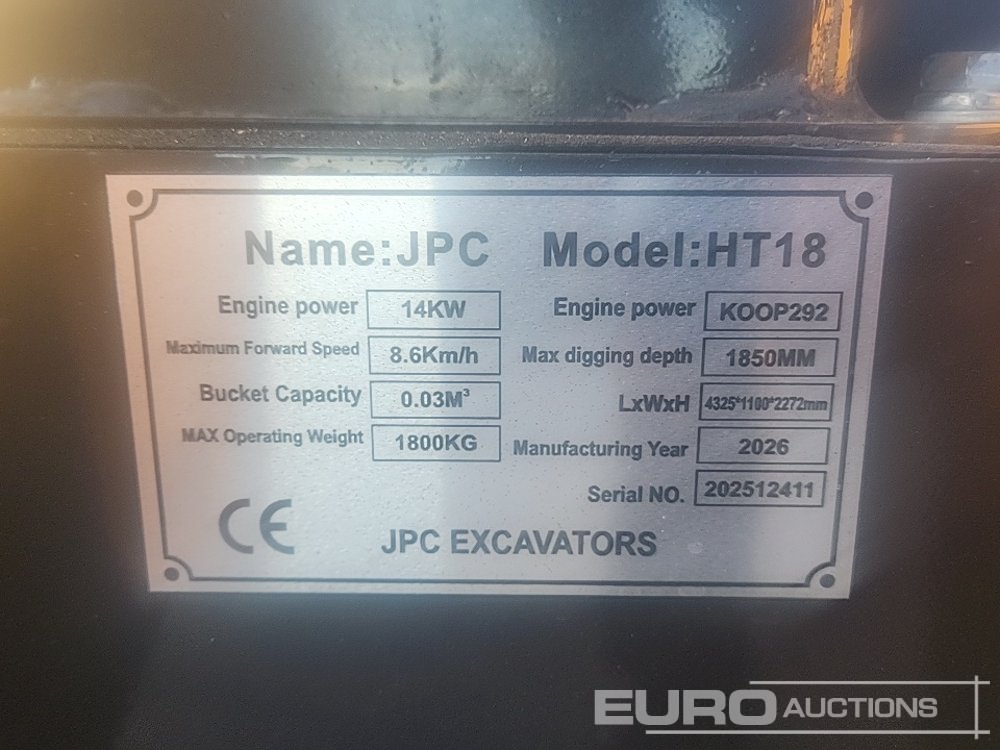 Name:JPC Model:HT18
Engine power 14KW Engine power KOOP292
Maximum Forward Speed 8.6Km/h Max digging depth 1850MM
Bucket Capacity 0.03M³ LxWxH 4325*1100*2272mm
MAX Operating Weight 1800KG Manufacturing Year 2026
Serial NO. 202512411
CE JPC EXCAVATORS
EURO AUCTIONS